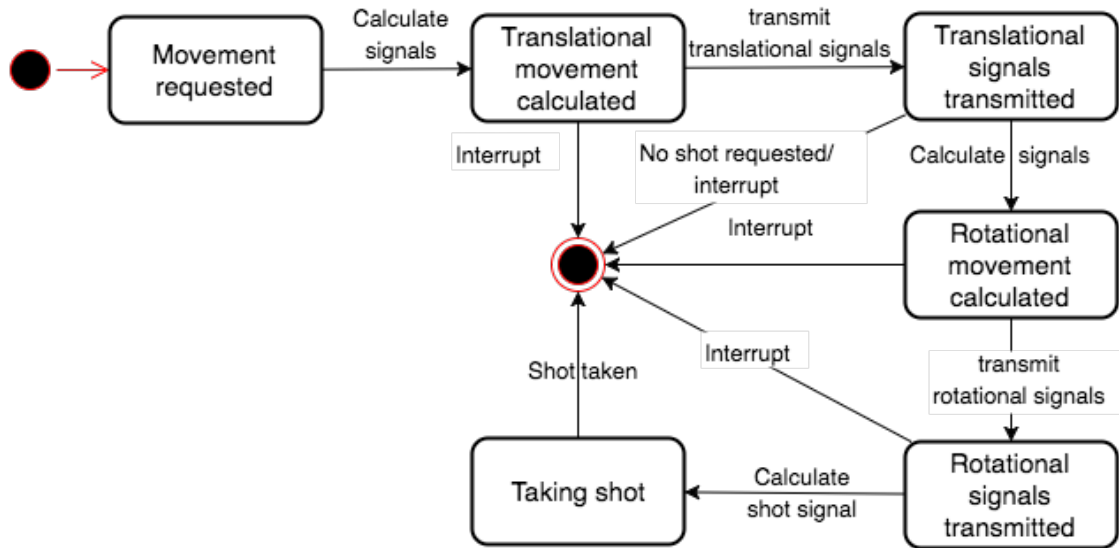 Movement
requested
Calculate
signals
Translational
movement
calculated
transmit
translational signals
Translational
signals
transmitted
Interrupt
No shot requested/
interrupt
Calculate signals
Interrupt
Rotational
movement
calculated
Interrupt
transmit
rotational signals
Shot taken
Taking shot
Calculate
shot signal
Rotational
signals
transmitted